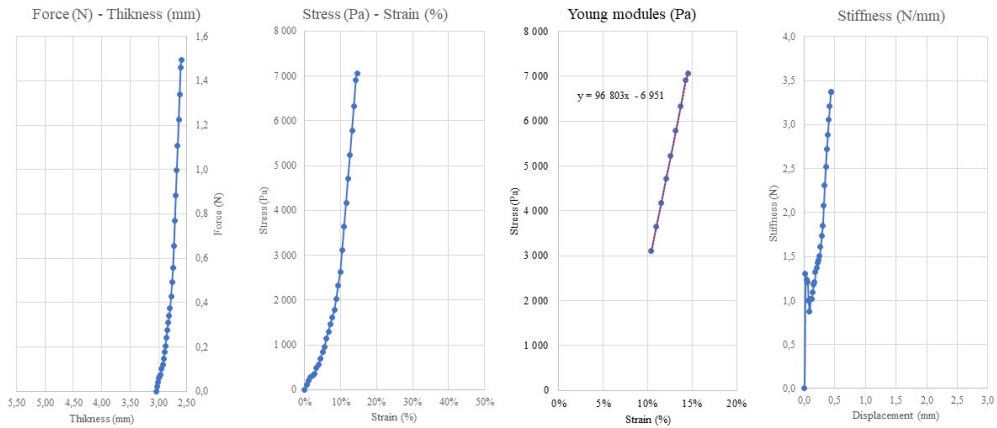 Force (N) - Thikness (mm)
1,6
1,4
1,2
1,0
0,8
0,6
0,4
0,2
0,0
Force (N)
5,50 5,00 4,50 4,00 3,50 3,00 2,50
Thikness (mm)
Stress (Pa) - Strain (%)
8 000
7 000
6 000
5 000
4 000
3 000
2 000
1 000
0
Stress (Pa)
0% 10% 20% 30% 40% 50%
Strain (%)
Young modules (Pa)
8 000
7 000
6 000
5 000
4 000
3 000
2 000
1 000
0
Stress (Pa)
y = 96 803x - 6 951
0% 5% 10% 15% 20%
Strain (%)
Stiffness (N/mm)
4,0
3,5
3,0
2,5
2,0
1,5
1,0
0,5
0,0
Stiffness (N)
0,0 0,5 1,0 1,5 2,0 2,5 3,0
Displacement (mm)